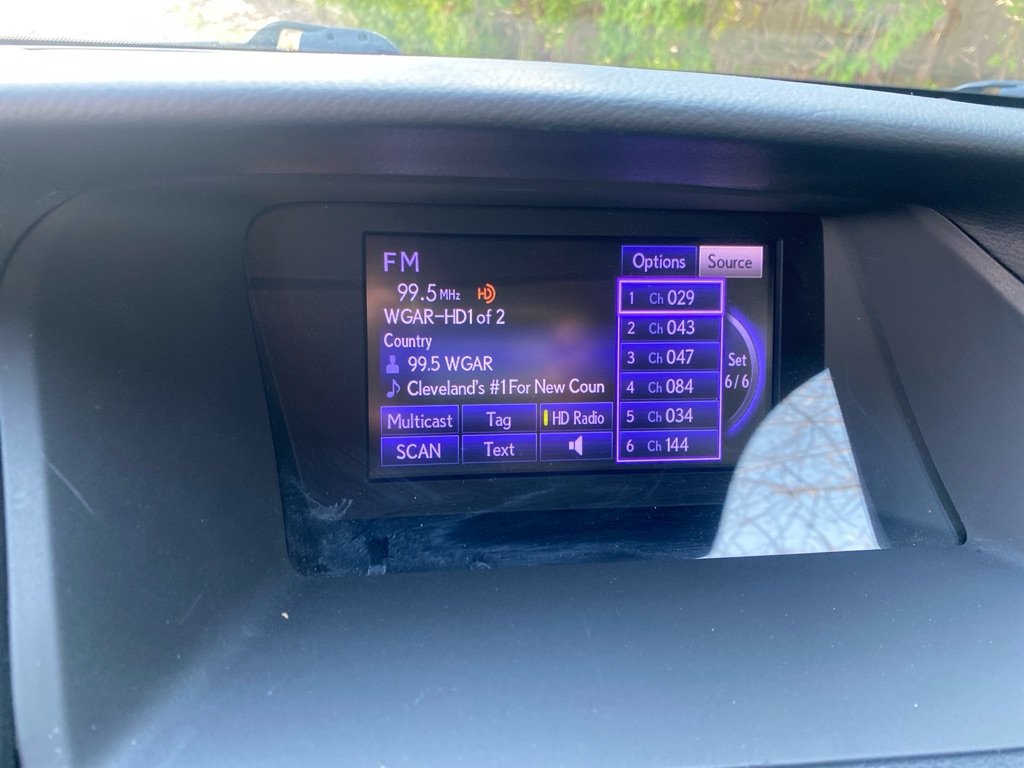 FM
Options Source
99.5 MHz HD
WGAR-HD1 of 2
Country
99.5 WGAR
Cleveland's #1 For New Coun
Multicast Tag HD Radio
SCAN Text
1 Ch 029
2 Ch 043
3 Ch 047
4 Ch 084
5 Ch 034
6 Ch 144
Set
6/6